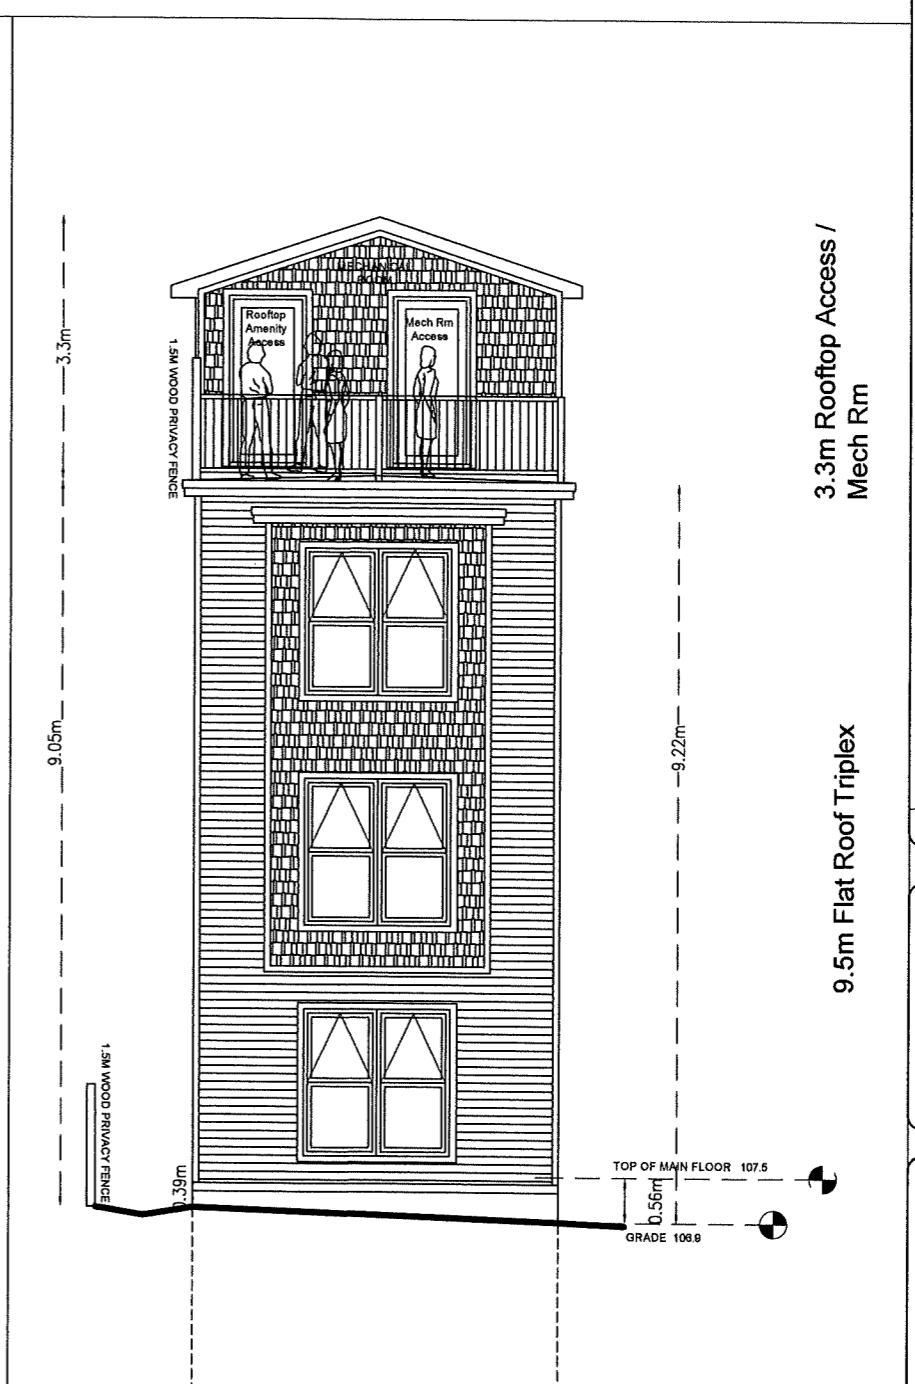 MECHANICAL
ROOM
Rooftop
Amenity
Access
Mech Rm
Access
3.3m
1.5M WOOD PRIVACY FENCE
3.3m Rooftop Access /
Mech Rm
9.05m
9.22m
9.5m Flat Roof Triplex
1.5M WOOD PRIVACY FENCE
0.39m
TOP OF MAIN FLOOR 107.5
0.56m
GRADE 106.9